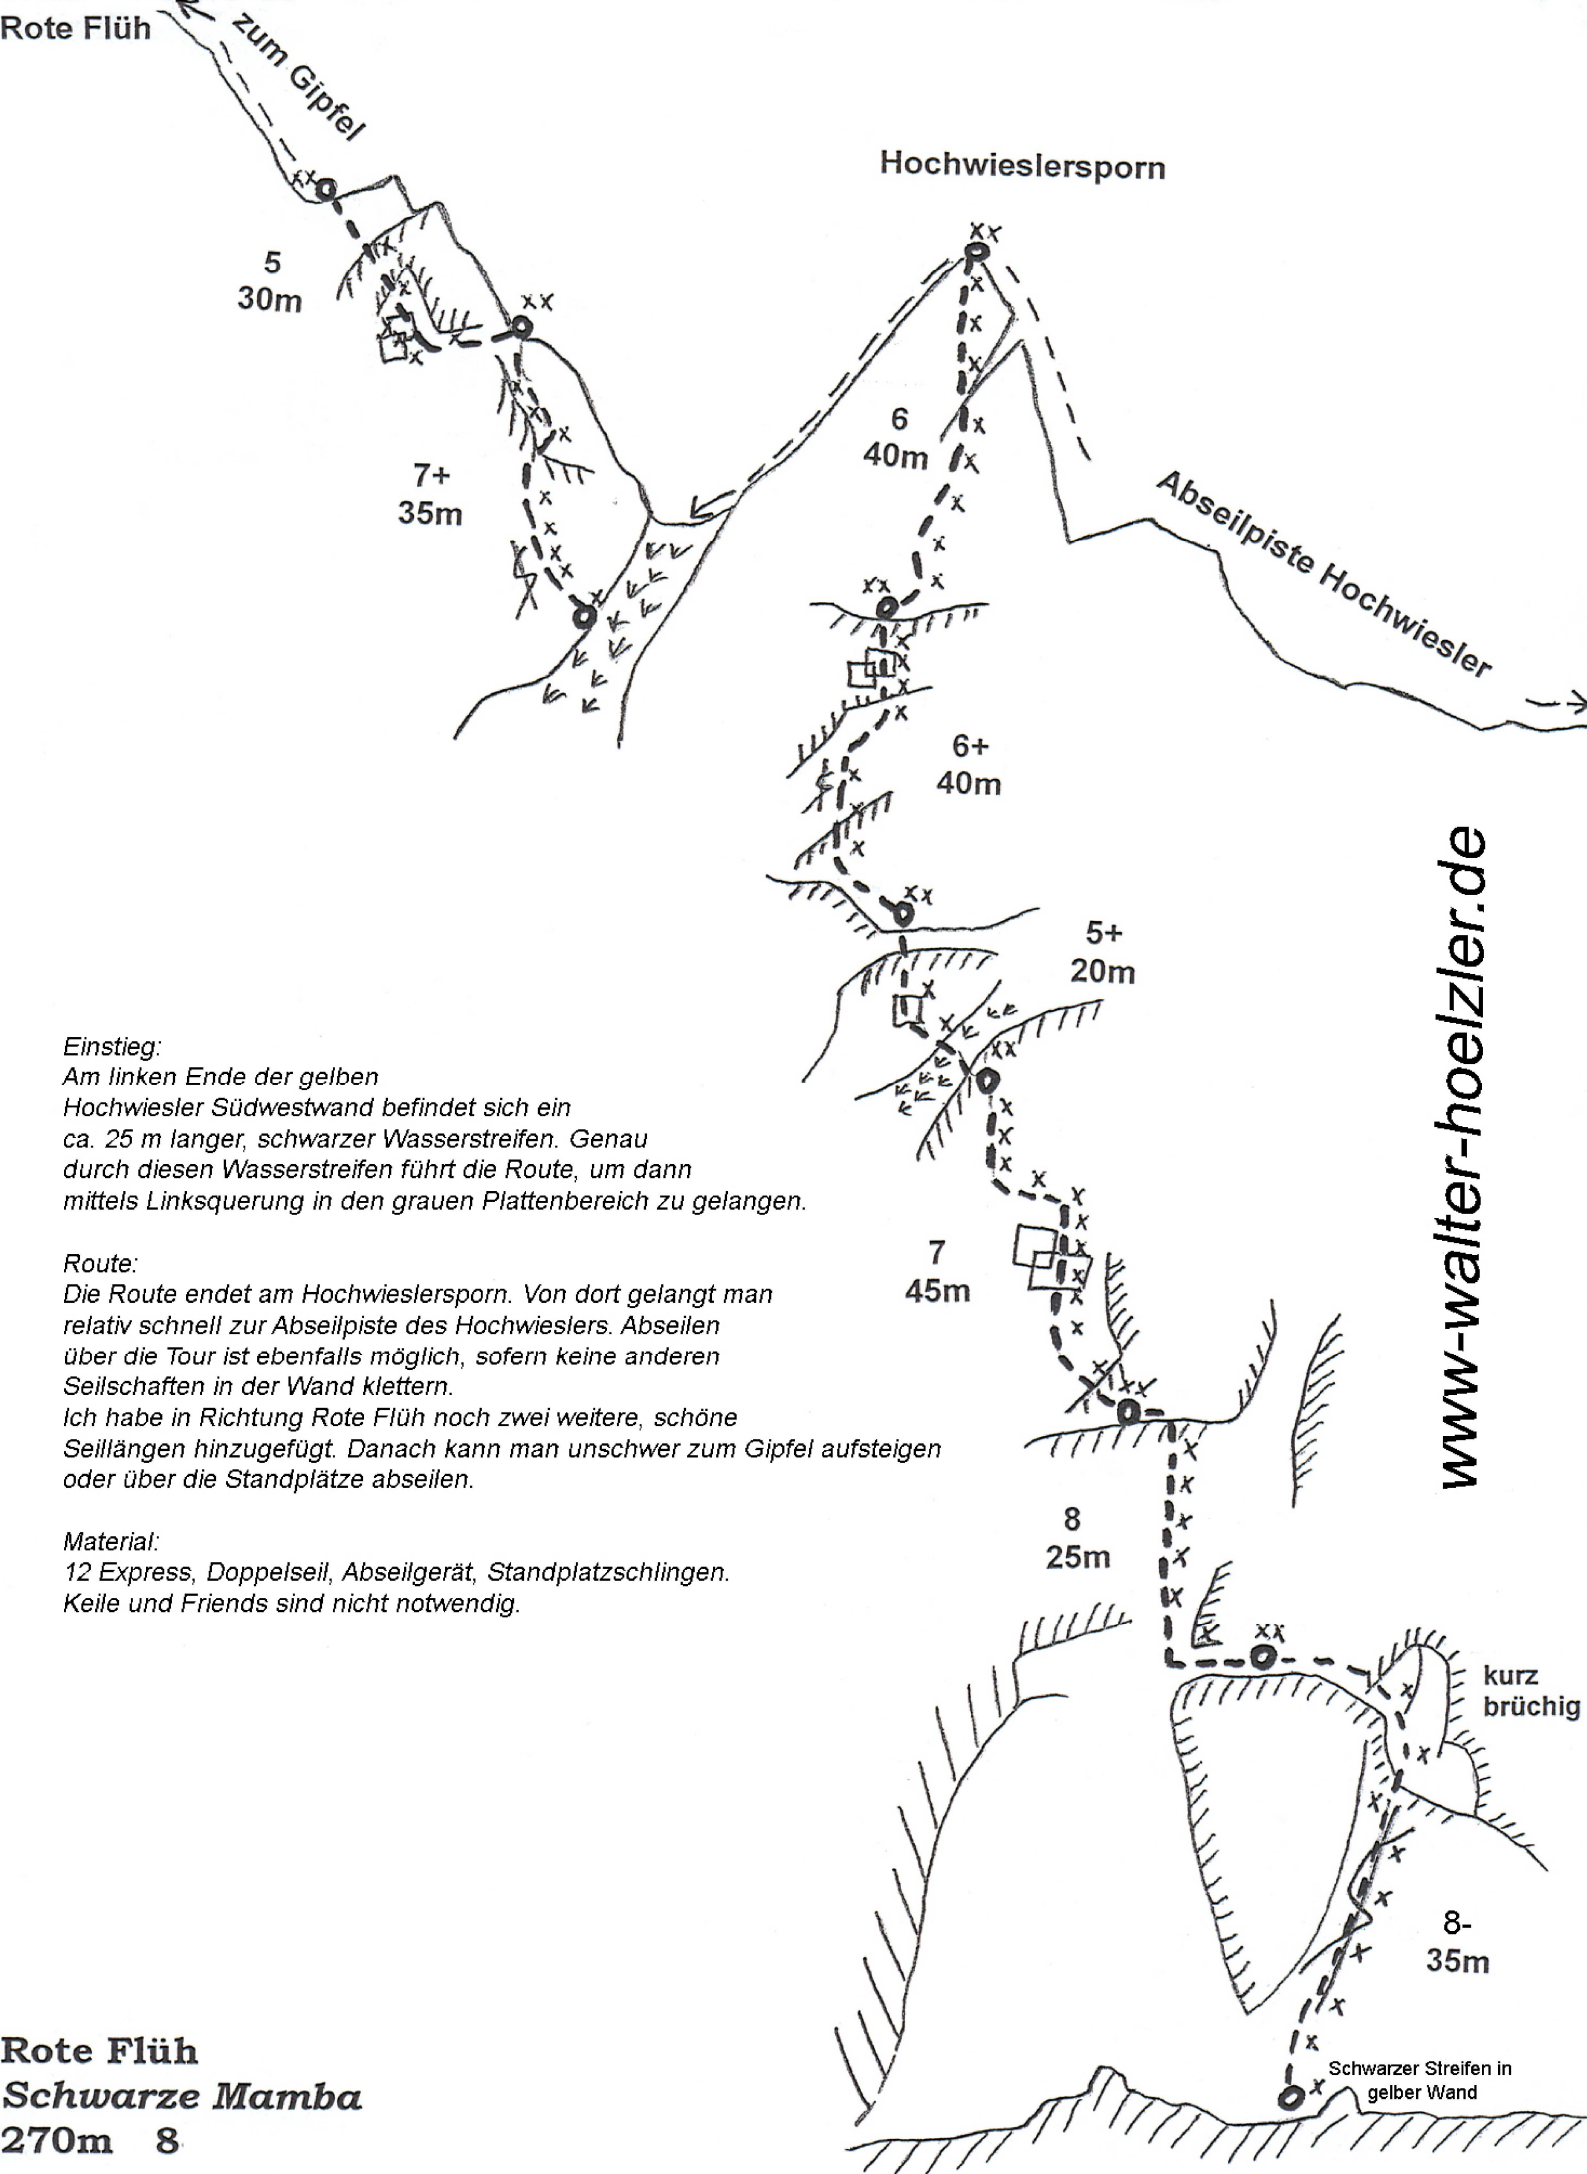 Rote Flüh
zum Gipfel
Hochwieslersporn
5
30m
6
40m
7+
35m
Abseilpiste Hochwiesler
6+
40m
5+
20m
www-walter-hoelzler.de
Einstieg:
Am linken Ende der gelben
Hochwiesler Südwestwand befindet sich ein
ca. 25 m langer, schwarzer Wasserstreifen. Genau
durch diesen Wasserstreifen führt die Route, um dann
mittels Linksquerung in den grauen Plattenbereich zu gelangen.
Route:
Die Route endet am Hochwieslersporn. Von dort gelangt man
relativ schnell zur Abseilpiste des Hochwieslers. Abseilen
über die Tour ist ebenfalls möglich, sofern keine anderen
Seilschaften in der Wand klettern.
Ich habe in Richtung Rote Flüh noch zwei weitere, schöne
Seillängen hinzugefügt. Danach kann man unschwer zum Gipfel aufsteigen
oder über die Standplätze abseilen.
Material:
12 Express, Doppelseil, Abseilgerät, Standplatzschlingen.
Keile und Friends sind nicht notwendig.
7
45m
8
25m
kurz
brüchig
8-
35m
Schwarzer Streifen in
gelber Wand
Rote Flüh
Schwarze Mamba
270m 8